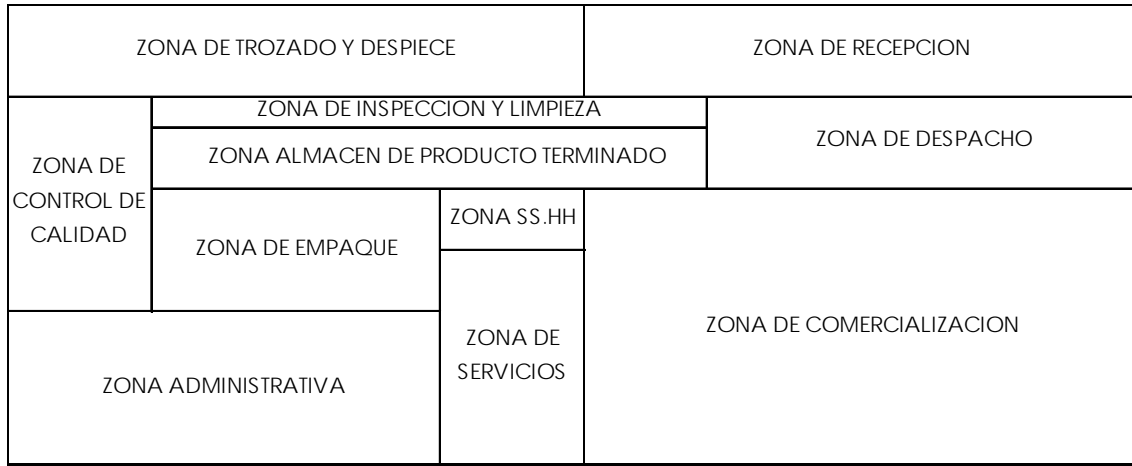 ZONA DE TROZADO Y DESPIECE
ZONA DE RECEPCION
ZONA DE INSPECCION Y LIMPIEZA
ZONA DE DESPACHO
ZONA ALMACEN DE PRODUCTO TERMINADO
ZONA DE
CONTROL DE
CALIDAD
ZONA SS.HH
ZONA DE EMPAQUE
ZONA DE COMERCIALIZACION
ZONA DE
SERVICIOS
ZONA ADMINISTRATIVA